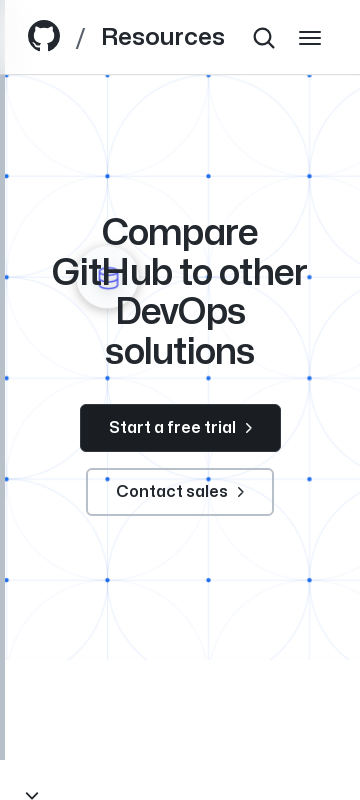 / Resources
Compare
GitHub to other
DevOps
solutions
Start a free trial
Contact sales